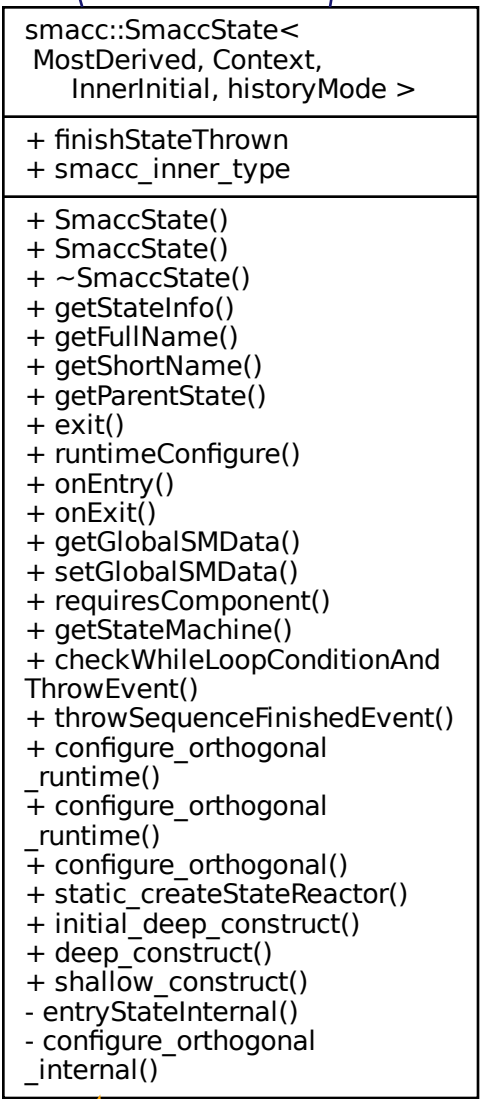 smacc::SmaccState<
MostDerived, Context,
InnerInitial, historyMode >
+ finishStateThrown
+ smacc_inner_type
+ SmaccState()
+ SmaccState()
+ ~SmaccState()
+ getStateInfo()
+ getFullName()
+ getShortName()
+ getParentState()
+ exit()
+ runtimeConfigure()
+ onEntry()
+ onExit()
+ getGlobalSMData()
+ setGlobalSMData()
+ requiresComponent()
+ getStateMachine()
+ checkWhileLoopConditionAnd
ThrowEvent()
+ throwSequenceFinishedEvent()
+ configure_orthogonal
_runtime()
+ configure_orthogonal
_runtime()
+ configure_orthogonal()
+ static_createStateReactor()
+ initial_deep_construct()
+ deep_construct()
+ shallow_construct()
- entryStateInternal()
- configure_orthogonal
_internal()